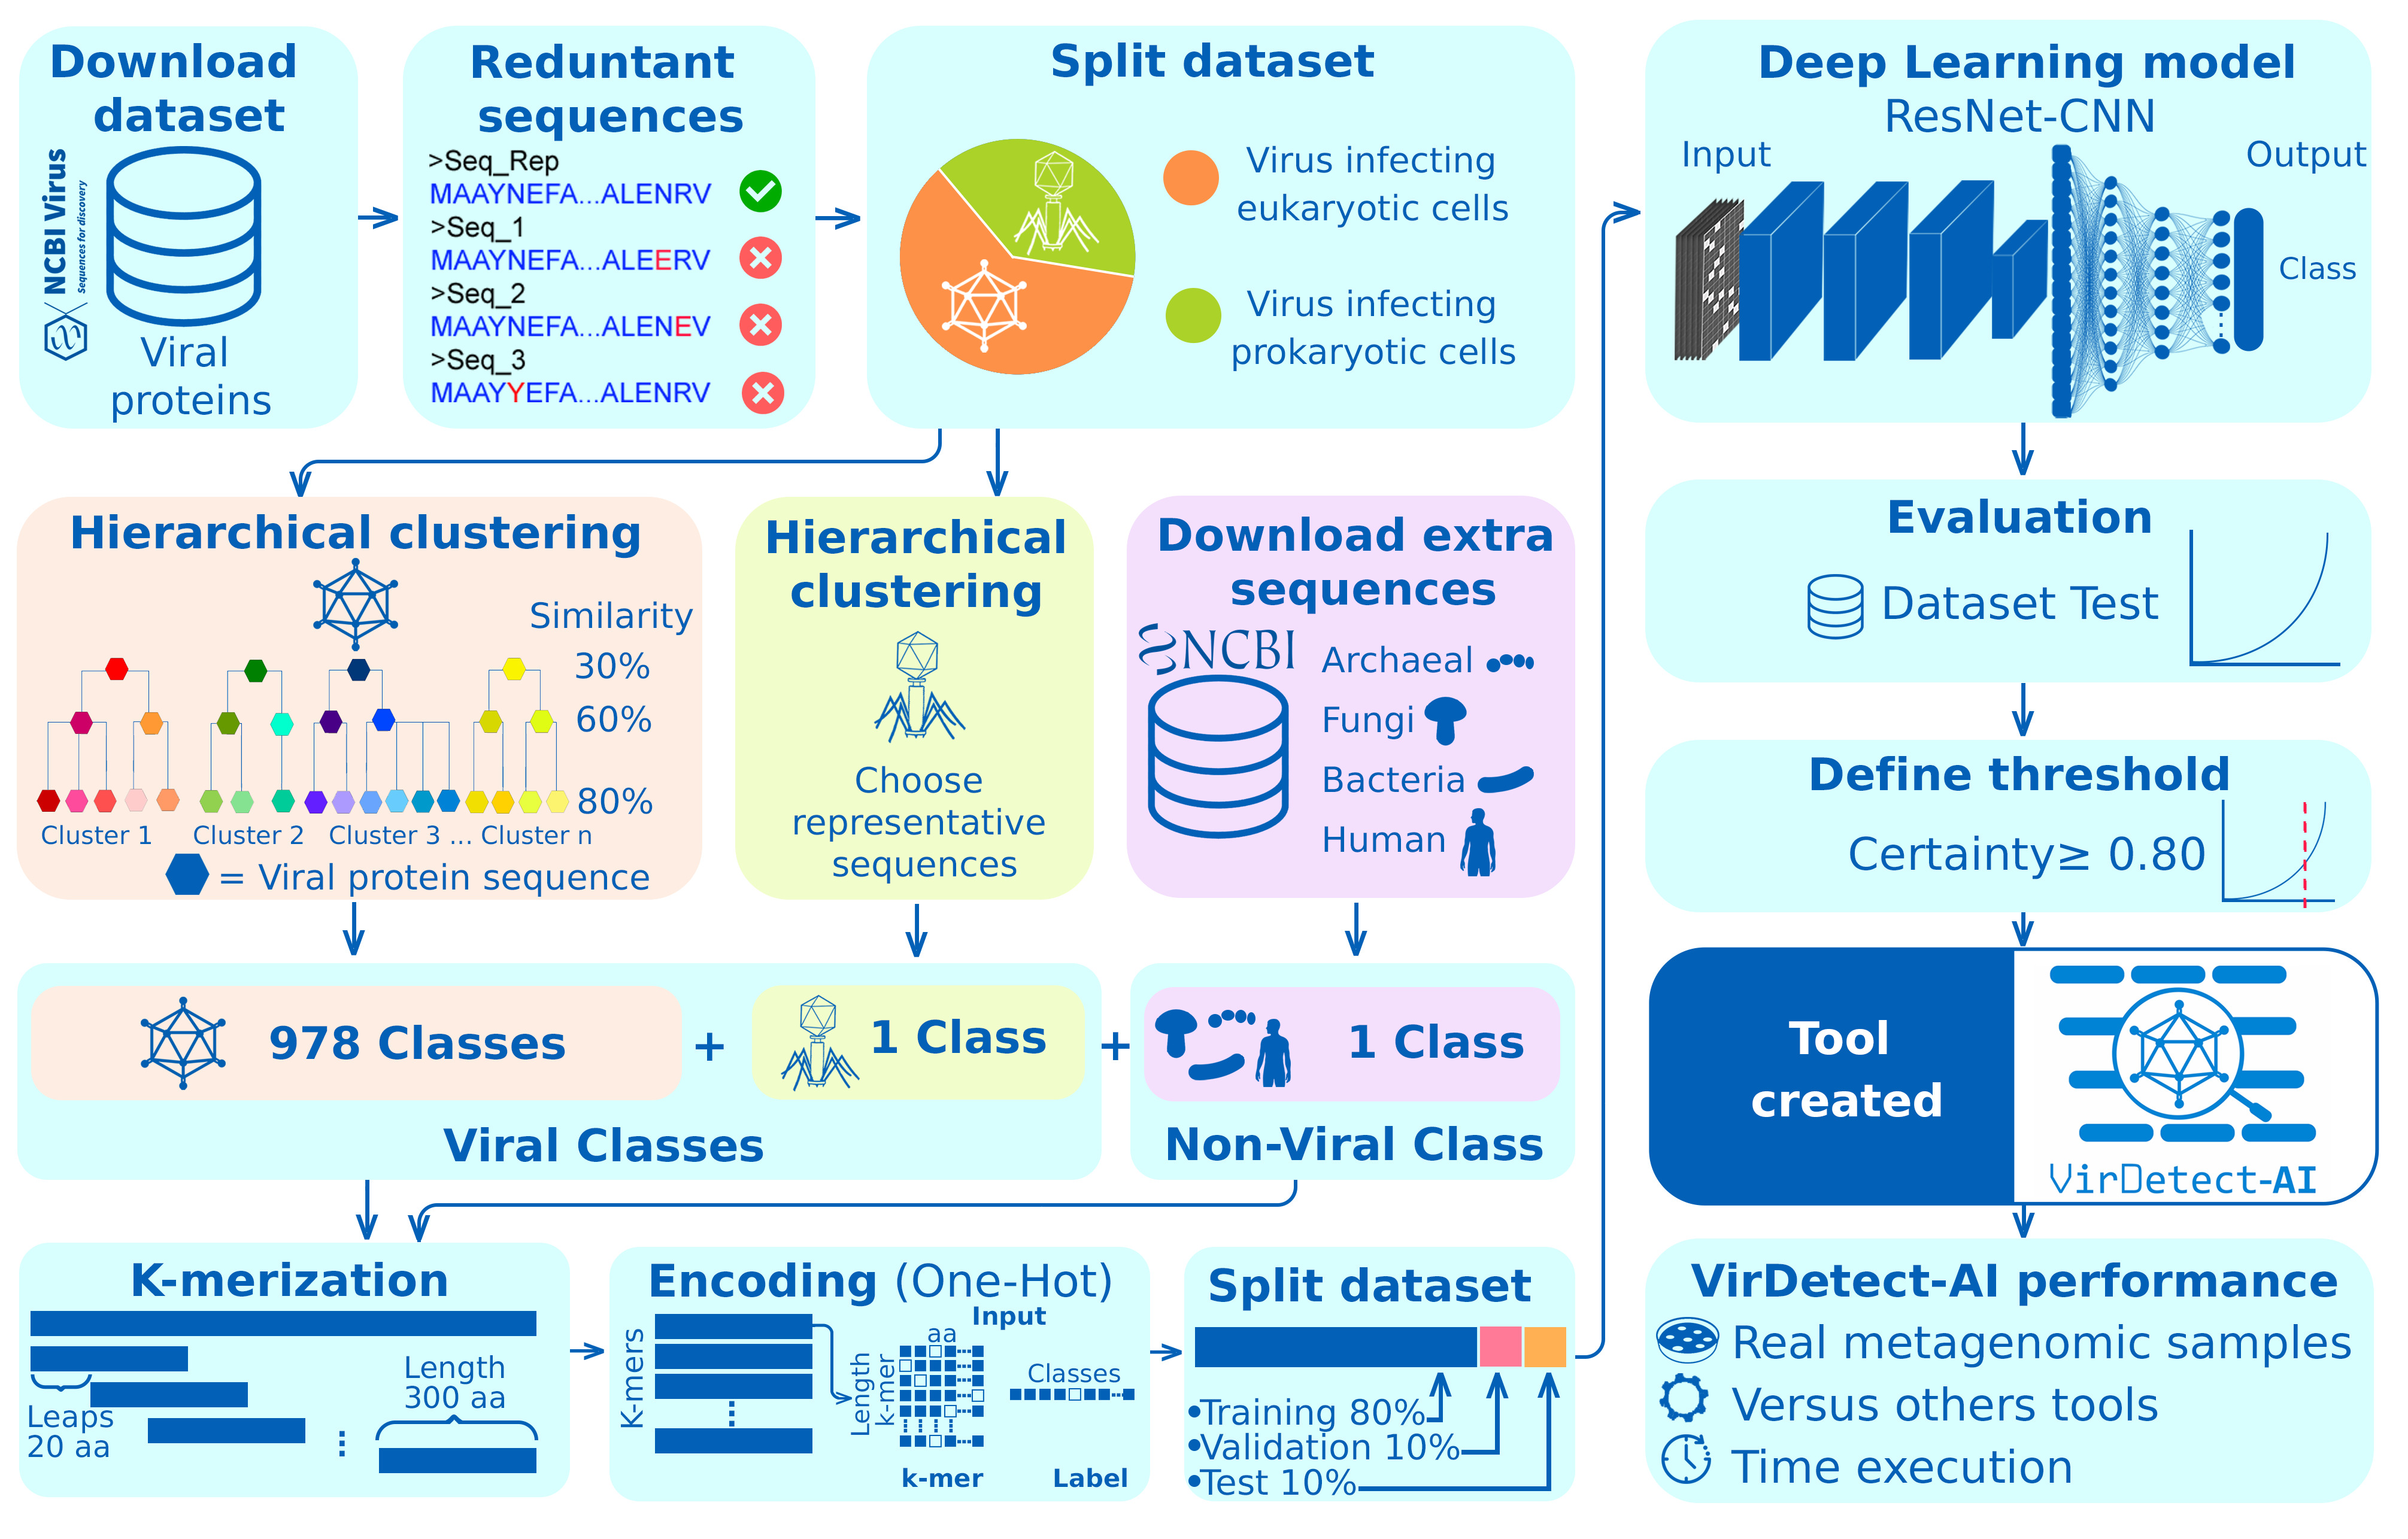 Download
dataset
NCBI Virus
Sequences for discovery
Viral
proteins
Reduntant
sequences
>Seq_Rep
MAAYNEFA...ALENRV
>Seq_1
MAAYNEFA...ALEERV
>Seq_2
MAAYNEFA...ALENEV
>Seq_3
MAAYYEFA...ALENRV
Split dataset
Virus infecting
eukaryotic cells
Virus infecting
prokaryotic cells
Hierarchical clustering
Similarity
30%
60%
80%
Cluster 1 Cluster 2 Cluster 3 ... Cluster n
= Viral protein sequence
Hierarchical
clustering
Choose
representative
sequences
Download extra
sequences
NCBI
Archaeal
Fungi
Bacteria
Human
978 Classes
+
1 Class
+
1 Class
Viral Classes
Non-Viral Class
K-merization
Leaps
20 aa
Length
300 aa
Encoding (One-Hot)
Input
K-mers
Length
k-mer
aa
Classes
k-mer
Label
Split dataset
•Training 80%
•Validation 10%
•Test 10%
Deep Learning model
ResNet-CNN
Input
Output
Class
Evaluation
Dataset Test
Define threshold
Certainty≥ 0.80
Tool
created
VirDetect-AI
VirDetect-AI performance
Real metagenomic samples
Versus others tools
Time execution